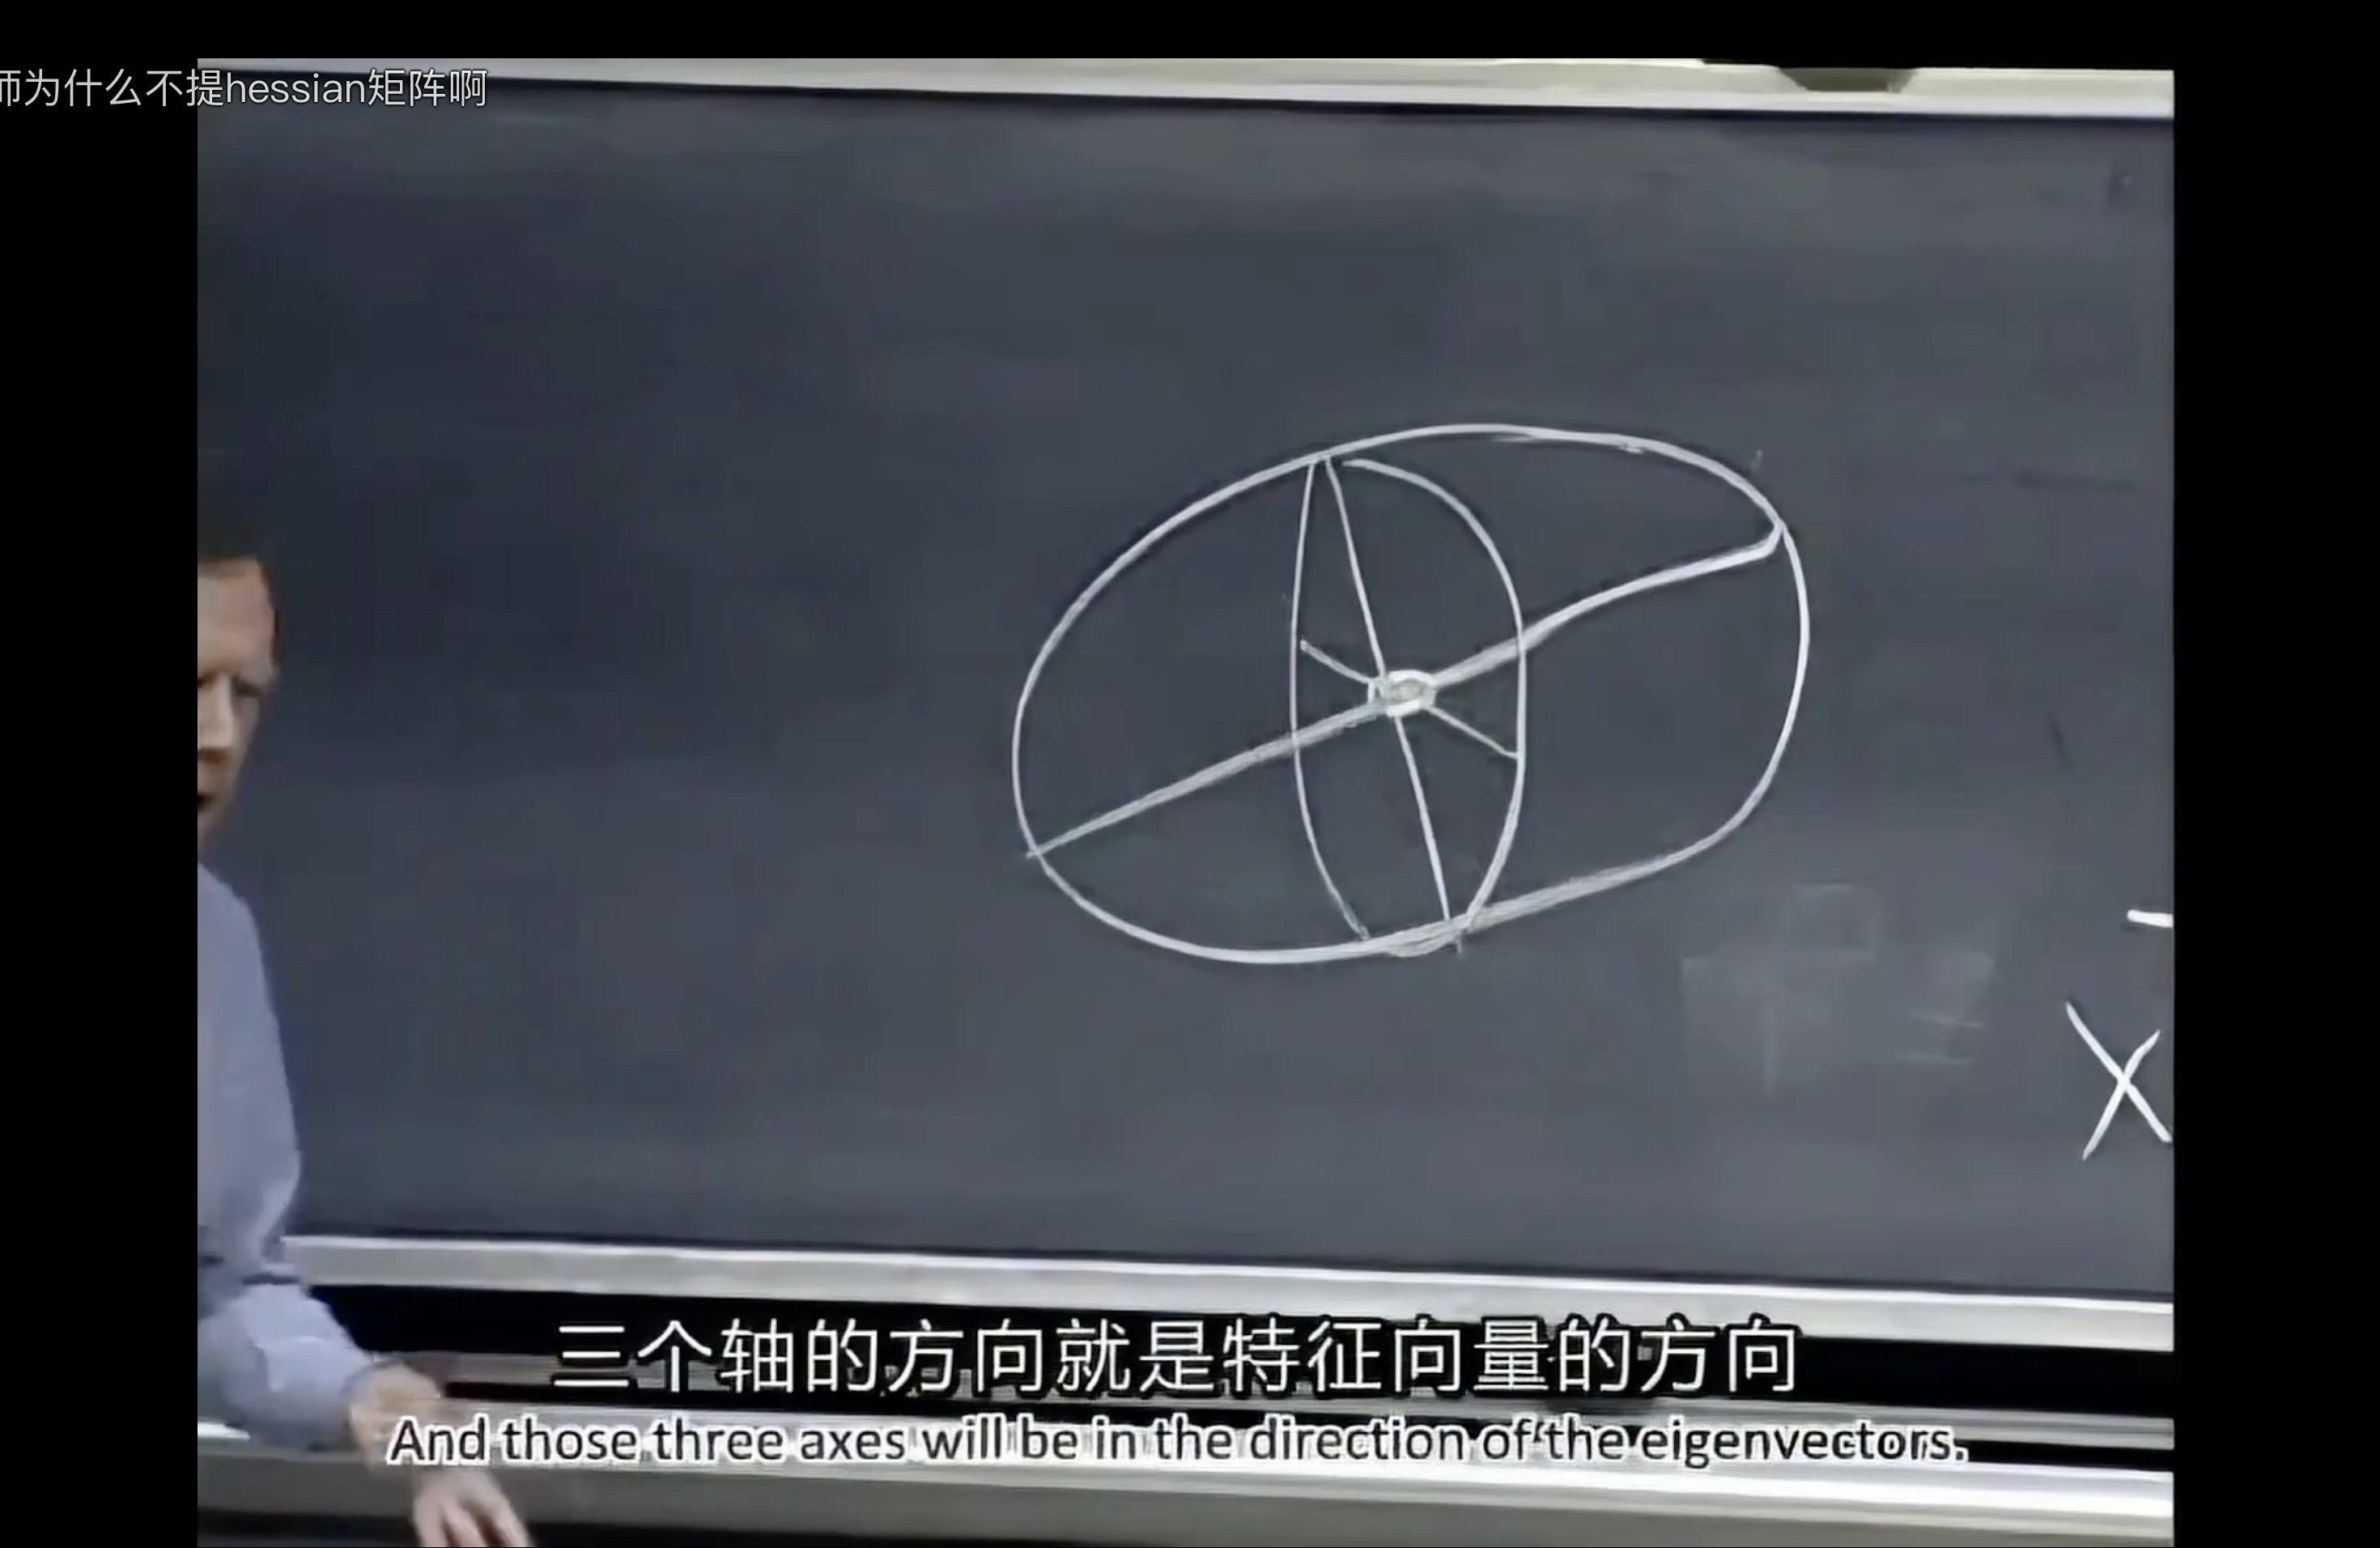 师为什么不提hessian矩阵啊
X
三个轴的方向就是特征向量的方向
And those three axes will be in the direction of the eigenvectors.